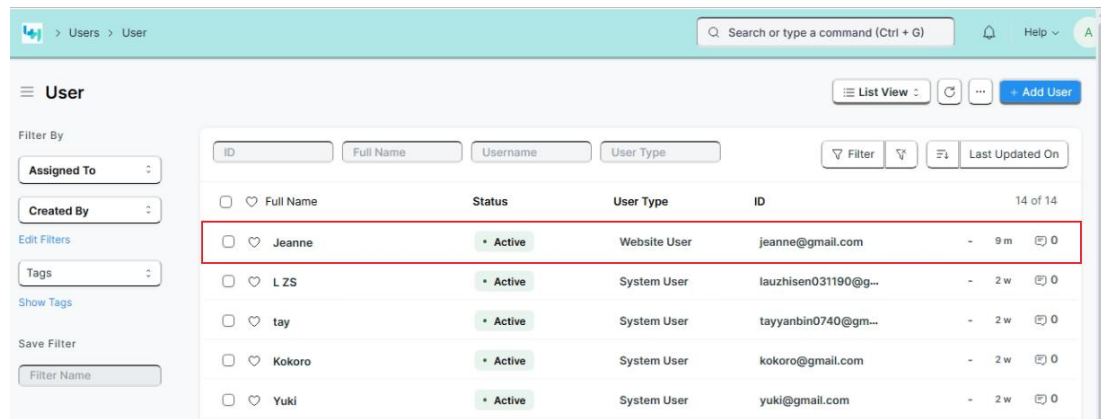 > Users > User
Search or type a command (Ctrl + G)
Help
A
User
List View
...
+ Add User
Filter By
Assigned To
Created By
Edit Filters
Tags
Show Tags
Save Filter
Filter Name
ID Full Name Username User Type
Filter
Last Updated On
Full Name Status User Type ID 14 of 14
Jeanne • Active Website User jeanne@gmail.com - 9 m 0
L ZS • Active System User lauzhisen031190@g... - 2 w 0
tay • Active System User tayyanbin0740@gm... - 2 w 0
Kokoro • Active System User kokoro@gmail.com - 2 w 0
Yuki • Active System User yuki@gmail.com - 2 w 0